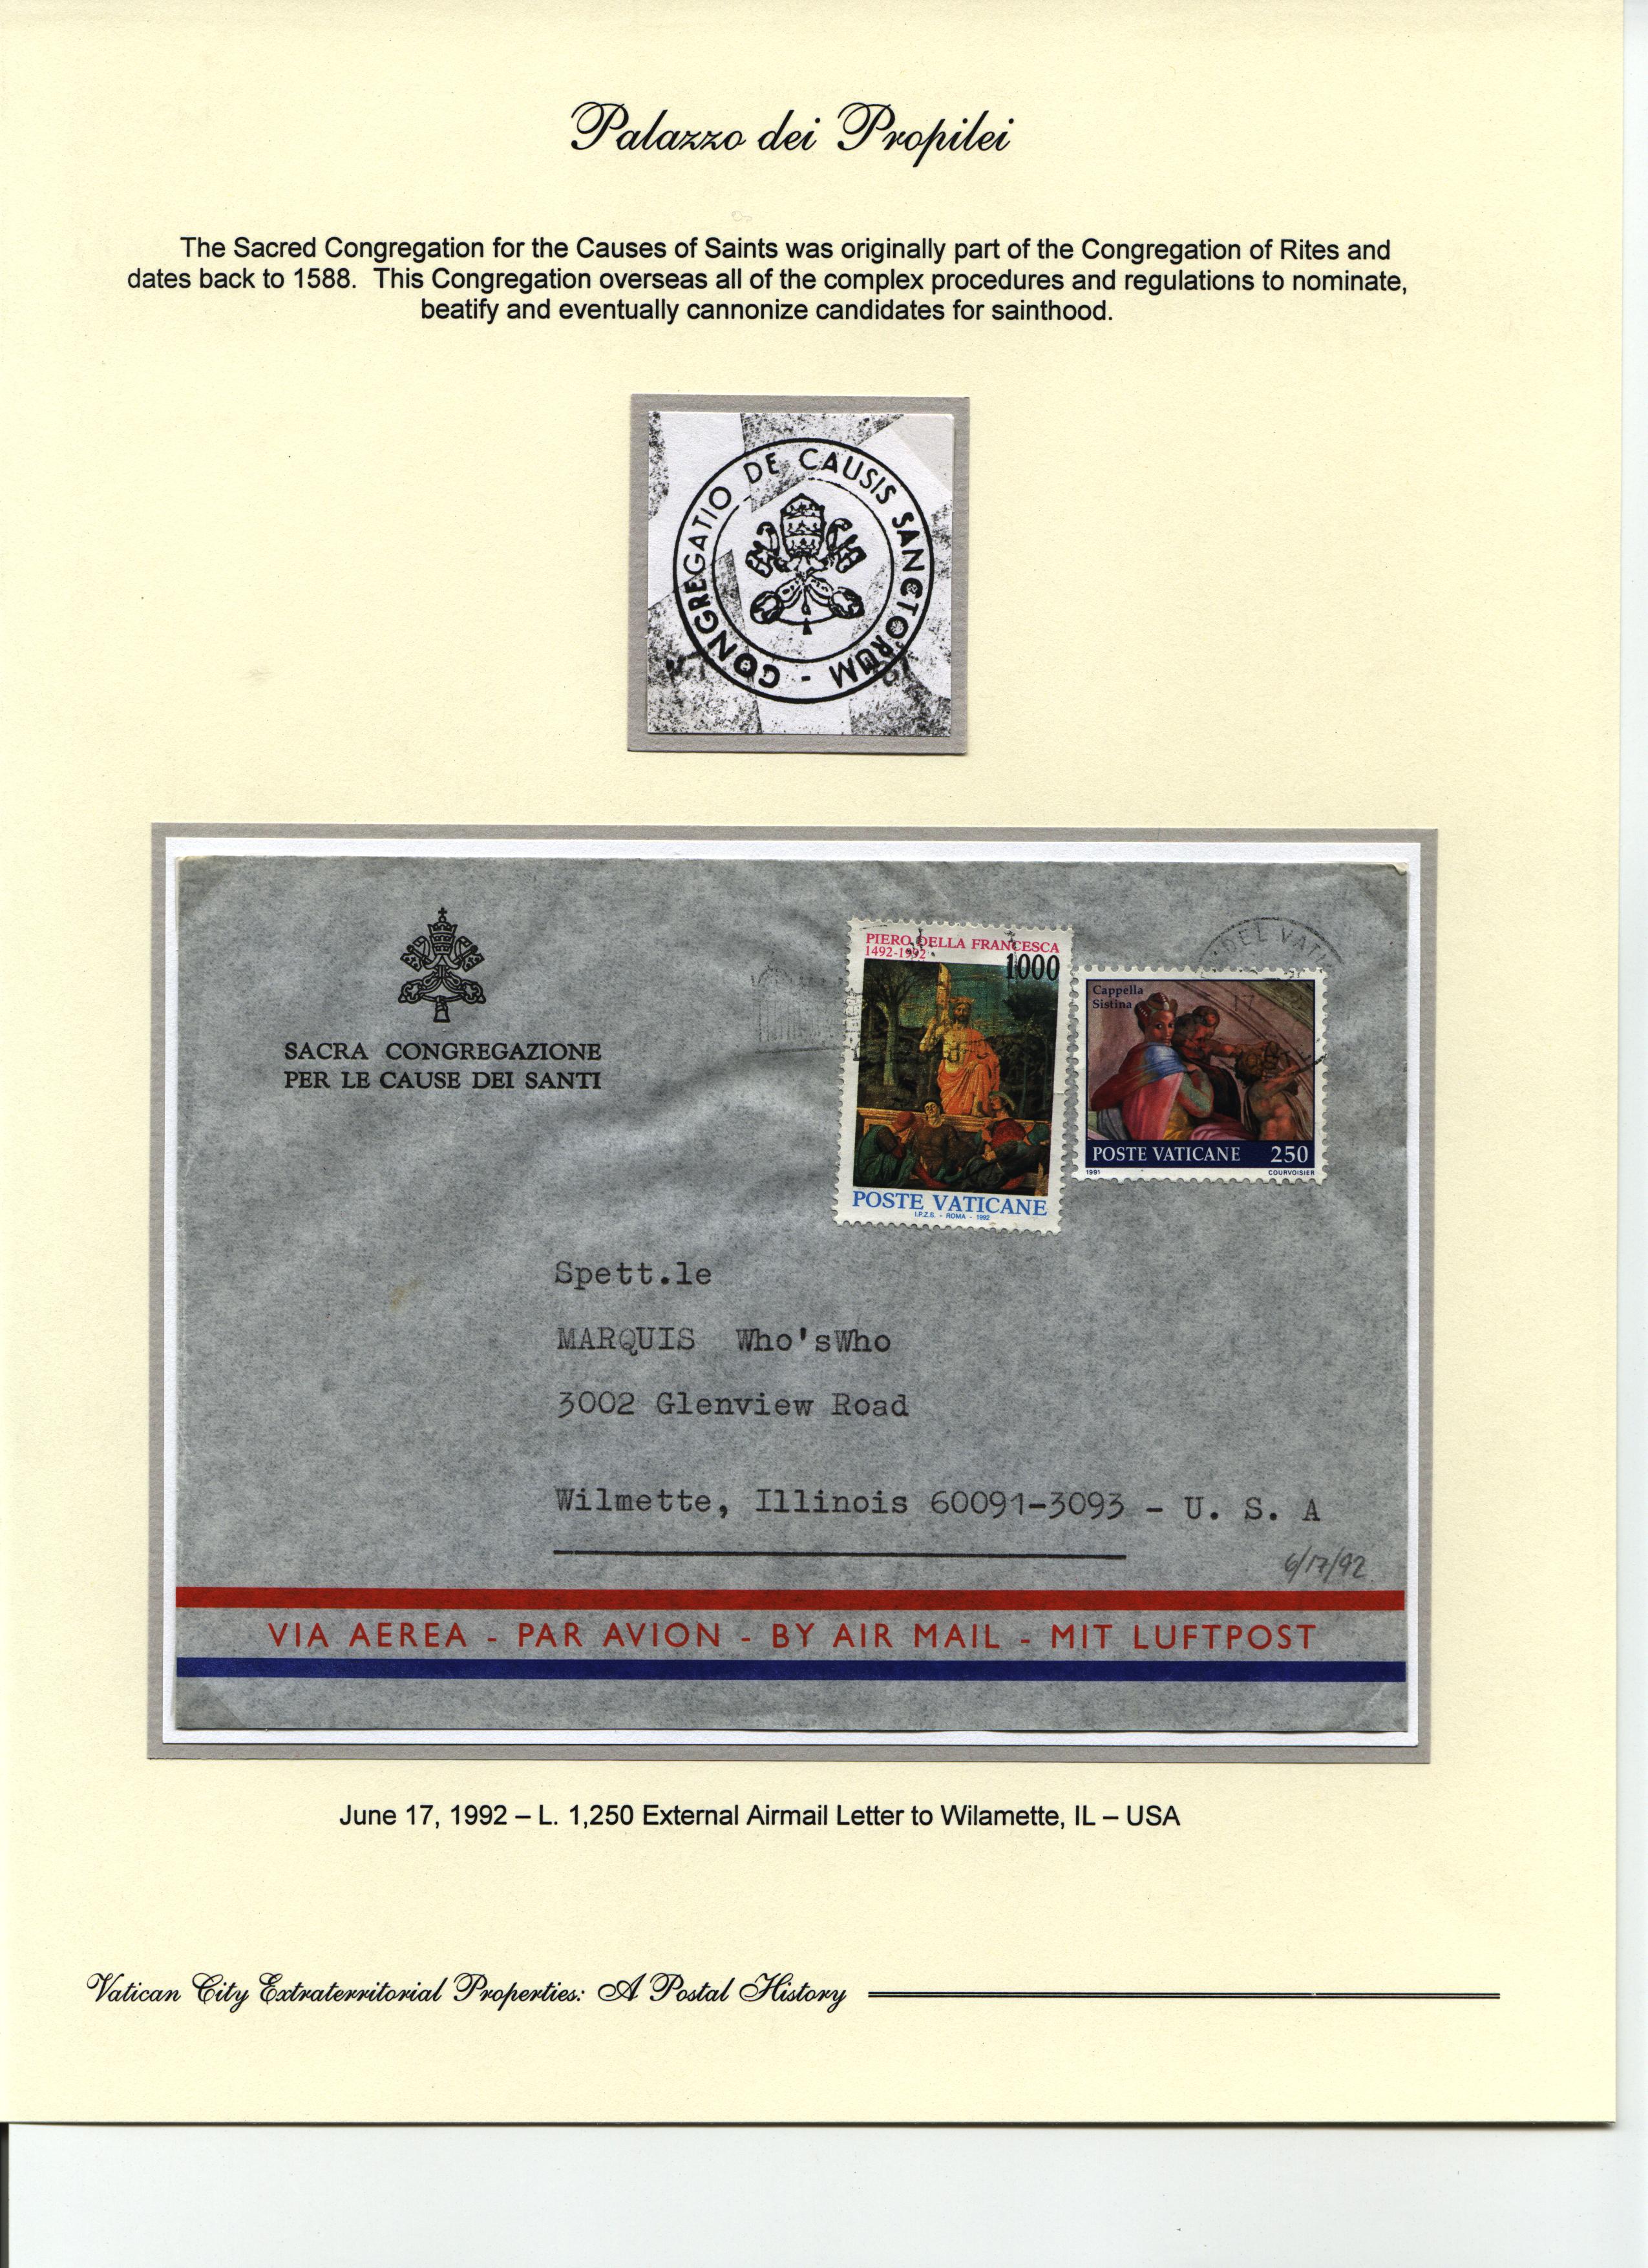 Palazzo dei Propilei
The Sacred Congregation for the Causes of Saints was originally part of the Congregation of Rites and
dates back to 1588. This Congregation overseas all of the complex procedures and regulations to nominate,
beatify and eventually cannonize candidates for sainthood.
CONGREGATIO DE CAUSIS SANCTORUM -
SACRA CONGREGAZIONE
PER LE CAUSE DEI SANTI
PIERO DELLA FRANCESCA
1492-1992
1000
POSTE VATICANE
I.P.Z.S. - ROMA - 1992
DEL VATI
17
Cappella
Sistina
POSTE VATICANE 250
1991 COURVOISIER
Spett.le
MARQUIS Who'sWho
3002 Glenview Road
Wilmette, Illinois 60091-3093 - U. S. A
6/17/92
VIA AEREA - PAR AVION - BY AIR MAIL - MIT LUFTPOST
June 17, 1992 – L. 1,250 External Airmail Letter to Wilamette, IL – USA
Vatican City Extraterritorial Properties: A Postal History